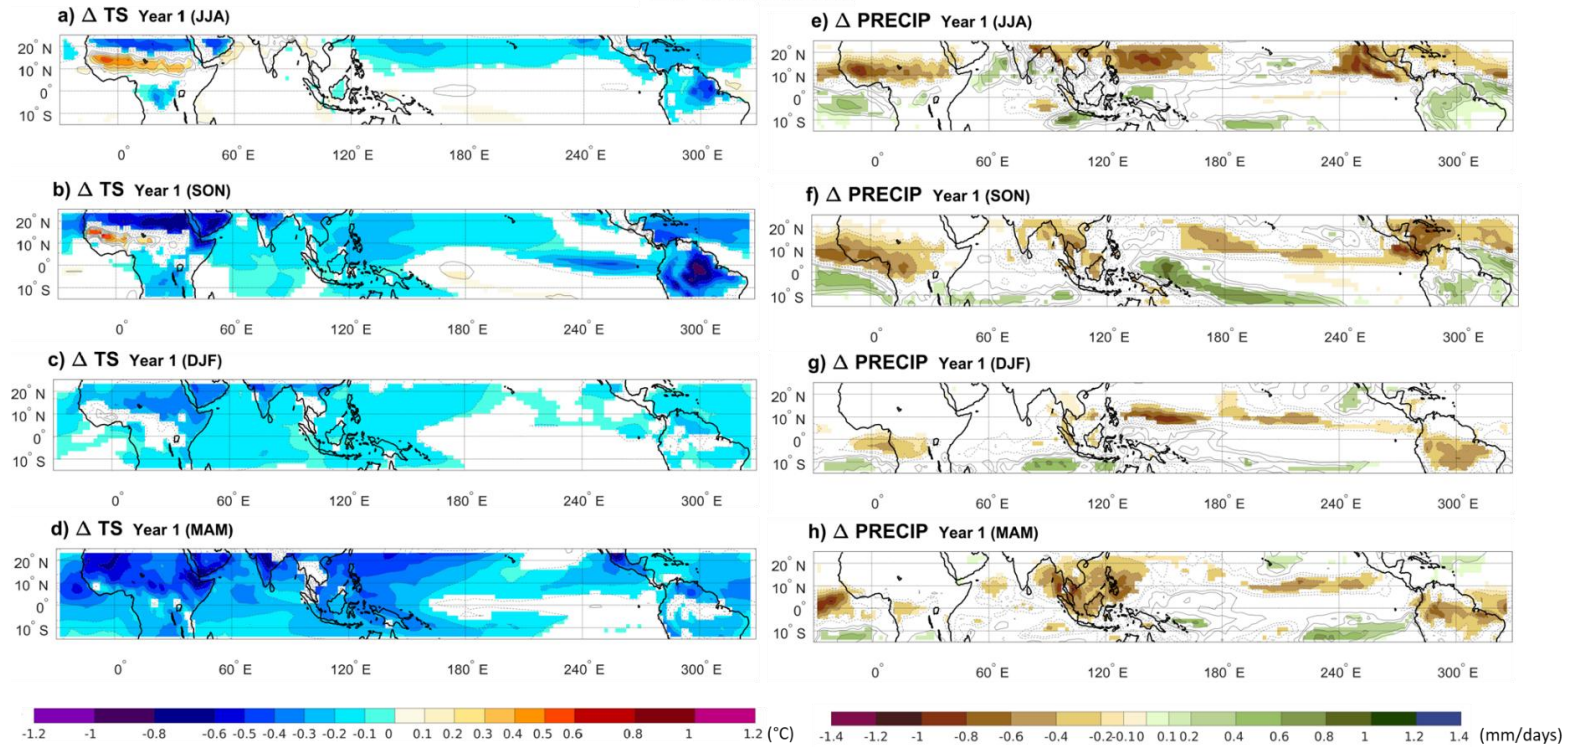 a) Δ TS Year 1 (JJA)
20° N
10° N
0°
10° S
0° 60° E 120° E 180° E 240° E 300° E
b) Δ TS Year 1 (SON)
20° N
10° N
0°
10° S
0° 60° E 120° E 180° E 240° E 300° E
c) Δ TS Year 1 (DJF)
20° N
10° N
0°
10° S
0° 60° E 120° E 180° E 240° E 300° E
d) Δ TS Year 1 (MAM)
20° N
10° N
0°
10° S
0° 60° E 120° E 180° E 240° E 300° E
-1.2 -1 -0.8 -0.6 -0.5 -0.4 -0.3 -0.2 -0.1 0 0.1 0.2 0.3 0.4 0.5 0.6 0.8 1 1.2 (°C)
e) Δ PRECIP Year 1 (JJA)
20° N
10° N
0°
10° S
0° 60° E 120° E 180° E 240° E 300° E
f) Δ PRECIP Year 1 (SON)
20° N
10° N
0°
10° S
0° 60° E 120° E 180° E 240° E 300° E
g) Δ PRECIP Year 1 (DJF)
20° N
10° N
0°
10° S
0° 60° E 120° E 180° E 240° E 300° E
h) Δ PRECIP Year 1 (MAM)
20° N
10° N
0°
10° S
0° 60° E 120° E 180° E 240° E 300° E
-1.4 -1.2 -1 -0.8 -0.6 -0.4 -0.2 -0.10 0.1 0.2 0.4 0.6 0.8 1 1.2 1.4 (mm/days)